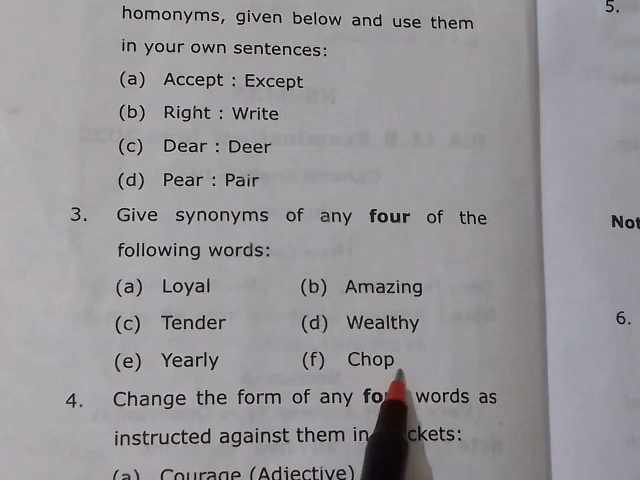 homonyms, given below and use them
in your own sentences:
(a) Accept : Except
(b) Right : Write
(c) Dear : Deer
(d) Pear : Pair
3. Give synonyms of any four of the
following words:
(a) Loyal (b) Amazing
(c) Tender (d) Wealthy
(e) Yearly (f) Chop
4. Change the form of any words as
instructed against them in
(a) Courage (Adjective)
5.
Not
6.